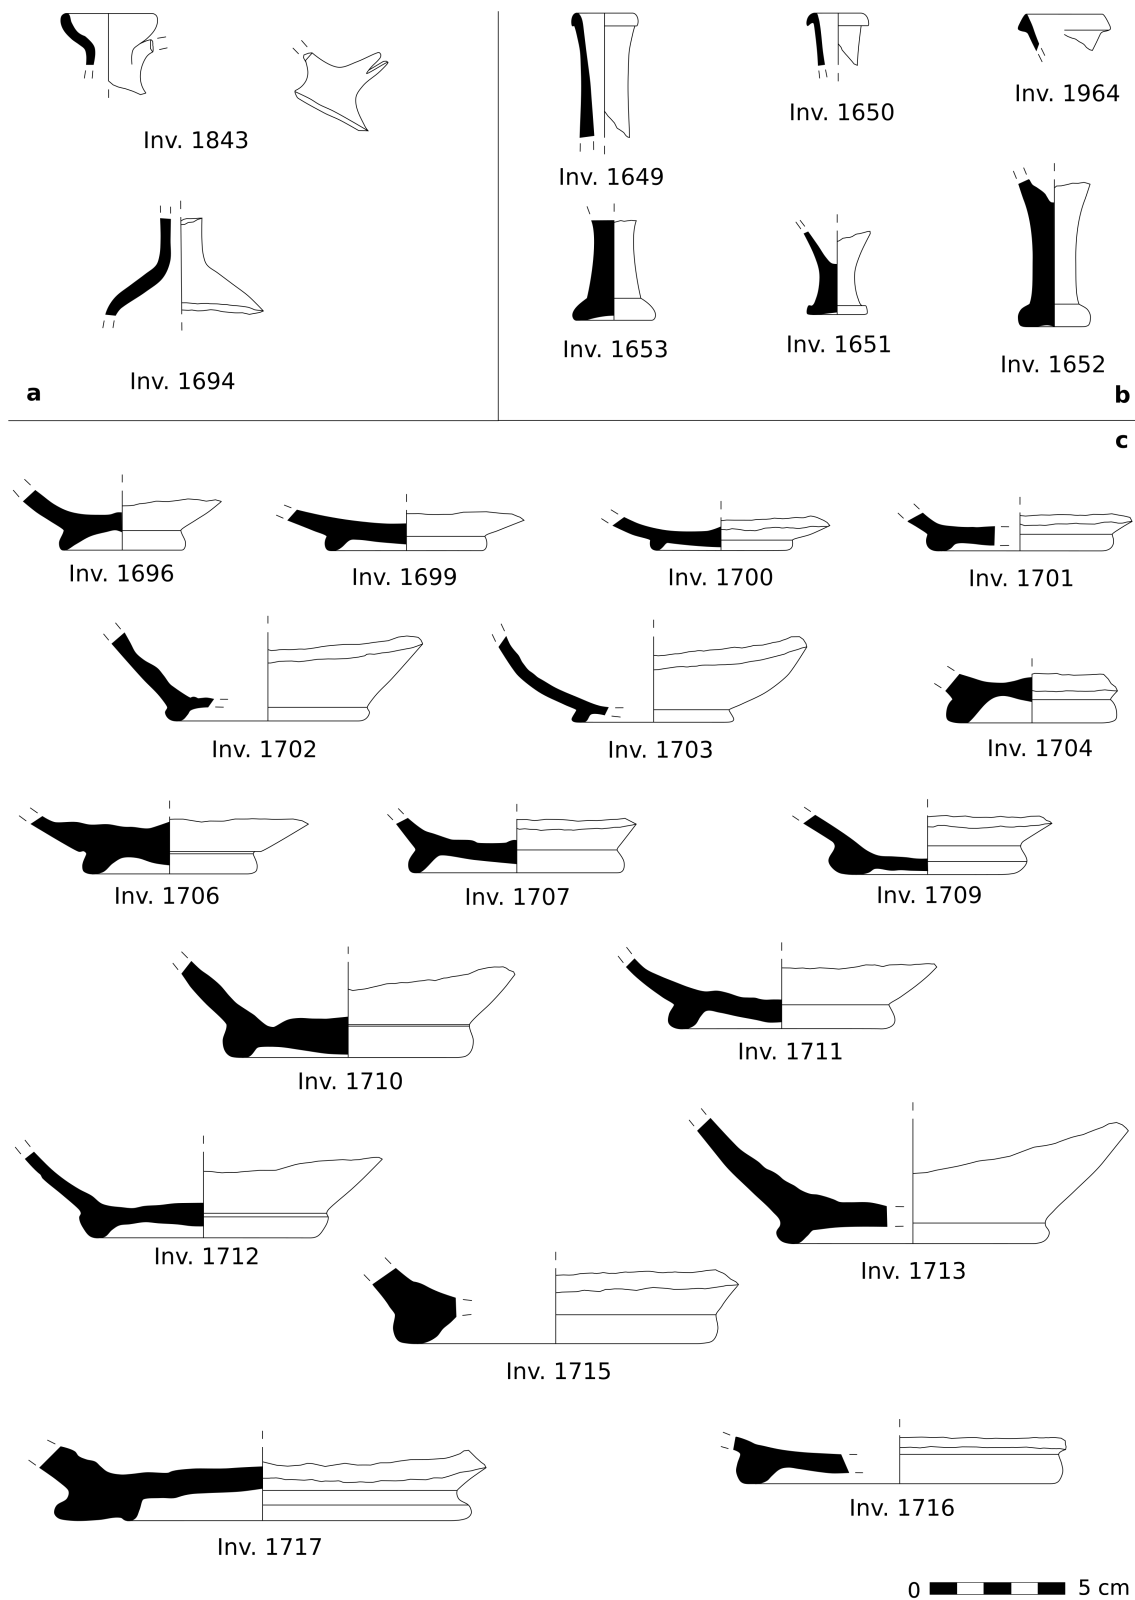 Inv. 1843
Inv. 1694
a
Inv. 1649
Inv. 1650
Inv. 1964
Inv. 1653
Inv. 1651
Inv. 1652
b
c
Inv. 1696
Inv. 1699
Inv. 1700
Inv. 1701
Inv. 1702
Inv. 1703
Inv. 1704
Inv. 1706
Inv. 1707
Inv. 1709
Inv. 1710
Inv. 1711
Inv. 1712
Inv. 1713
Inv. 1715
Inv. 1717
Inv. 1716
0 5 cm